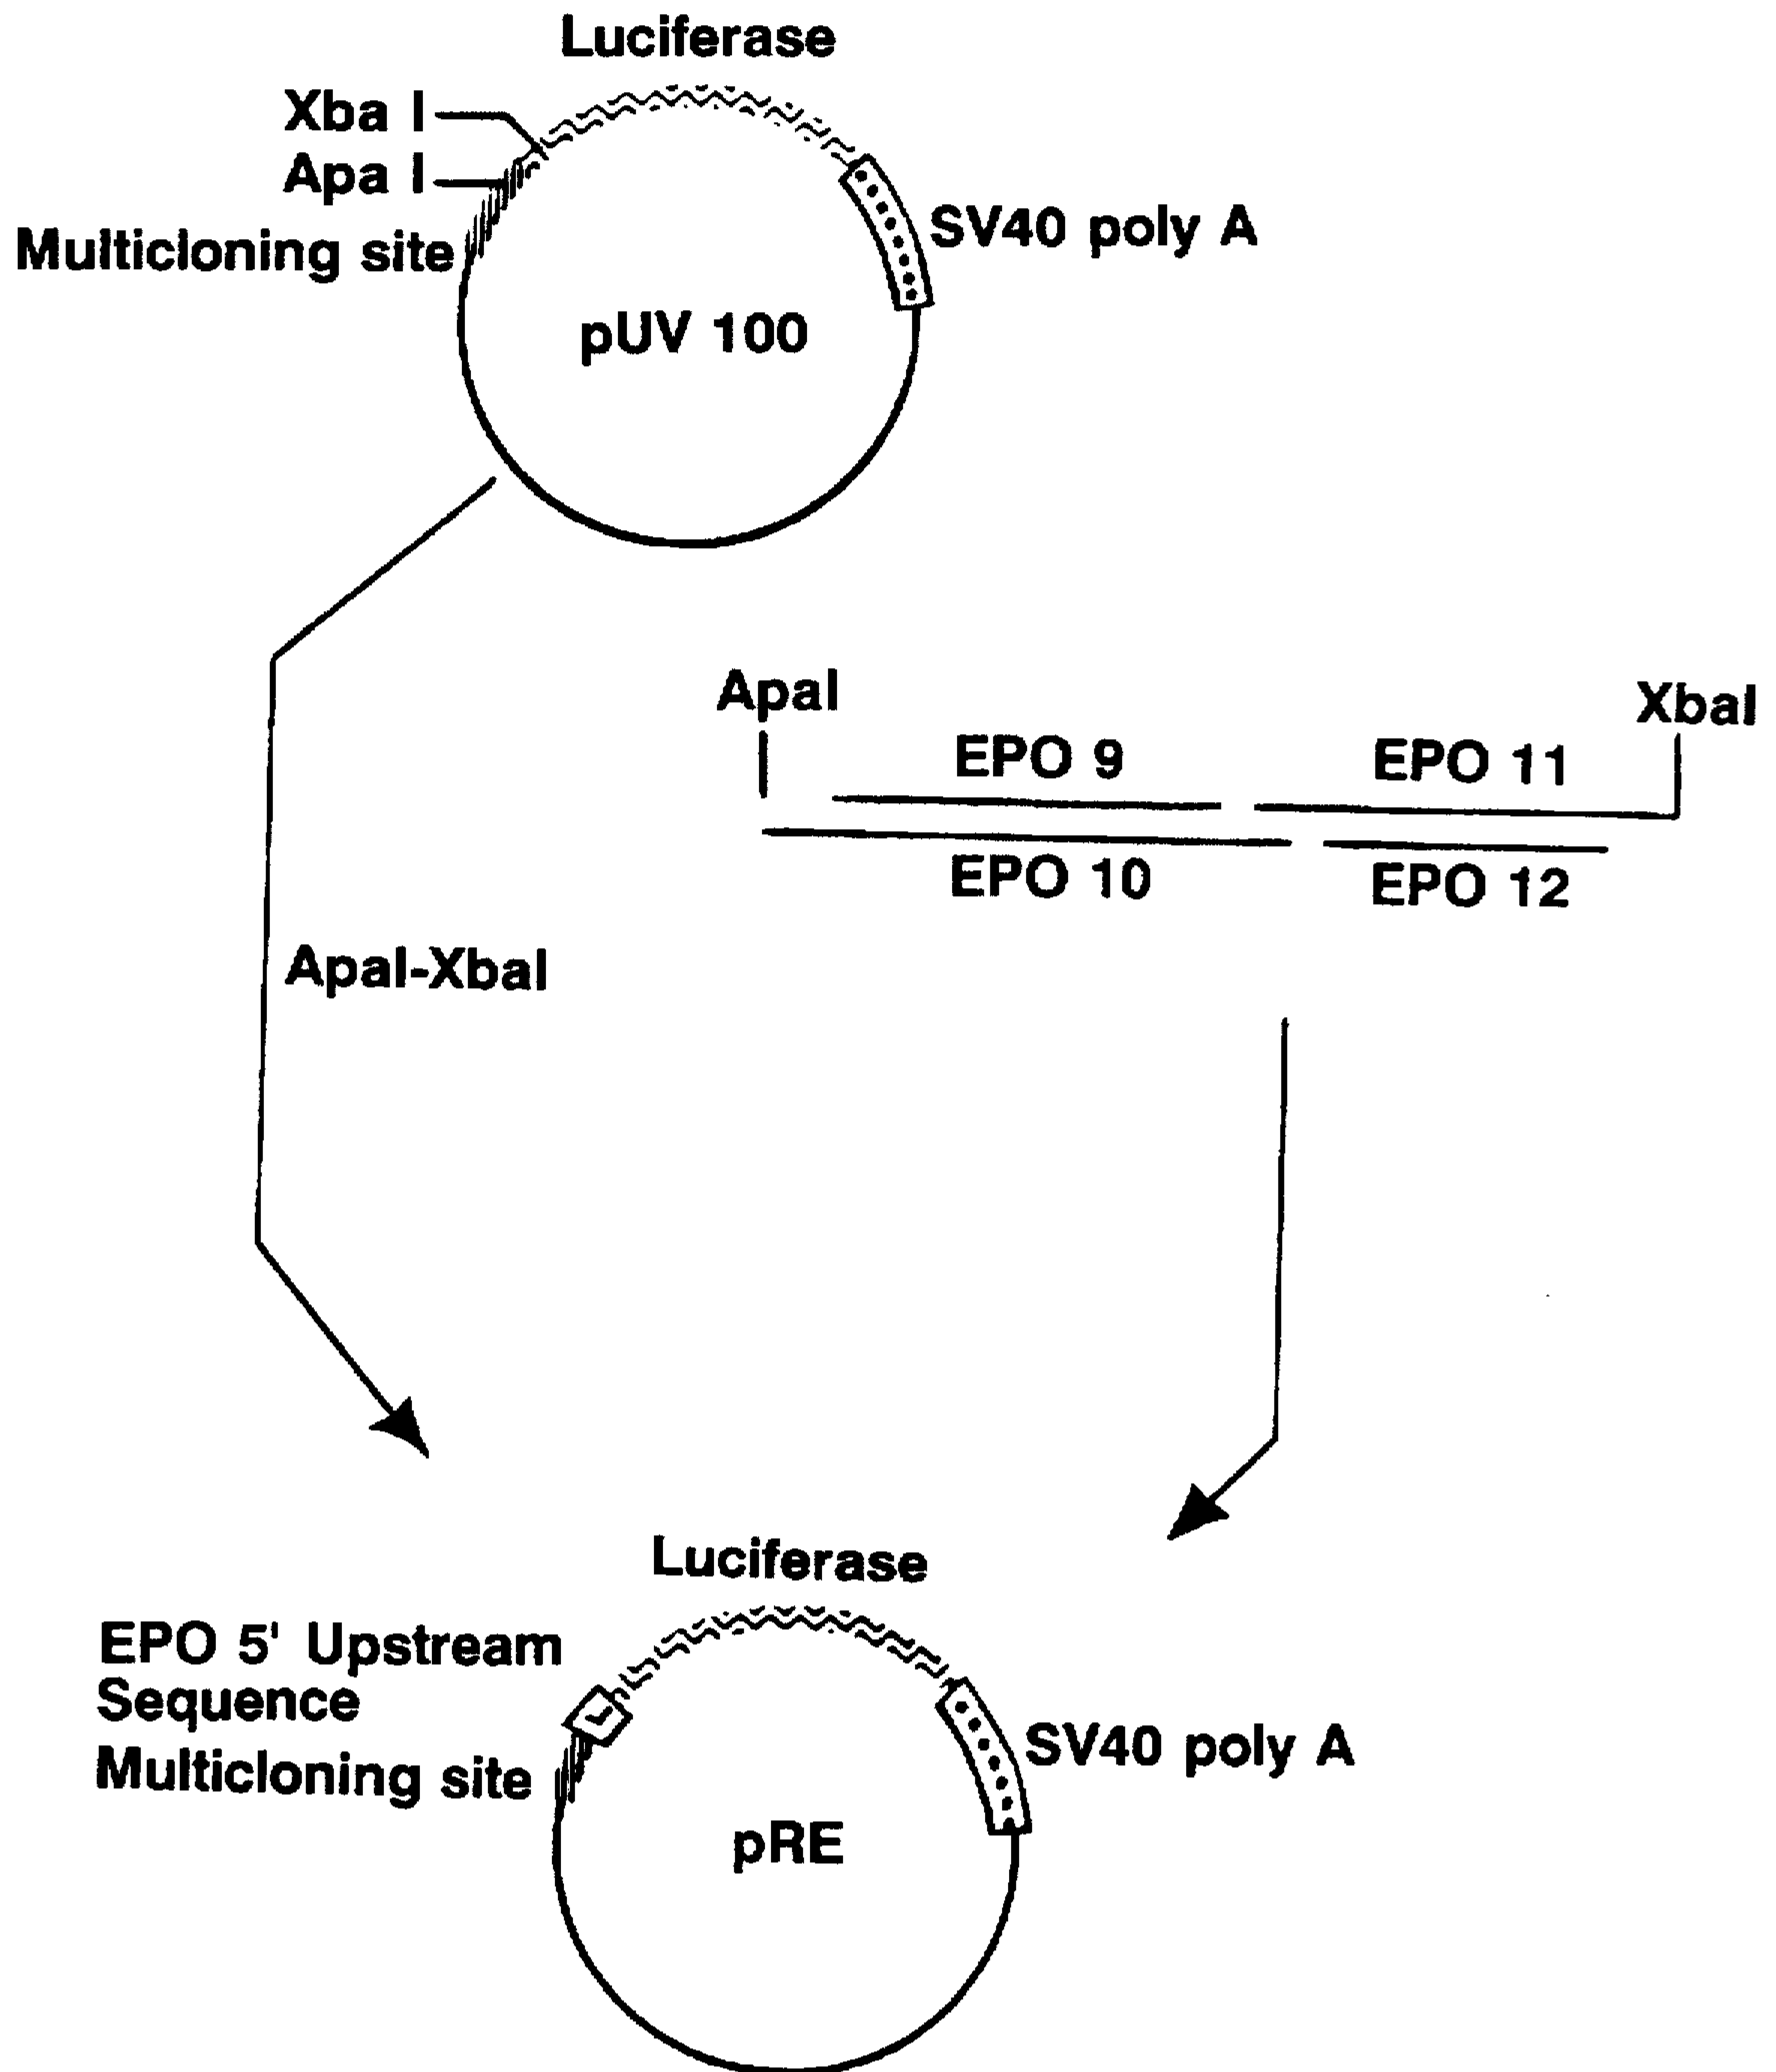 Luciferase
Xba I
Apa I
Multicloning site
SV40 poly A
pUV 100
ApaI
XbaI
EPO 9
EPO 11
EPO 10
EPO 12
ApaI-XbaI
Luciferase
EPO 5' Upstream
Sequence
Multicloning site
SV40 poly A
pRE